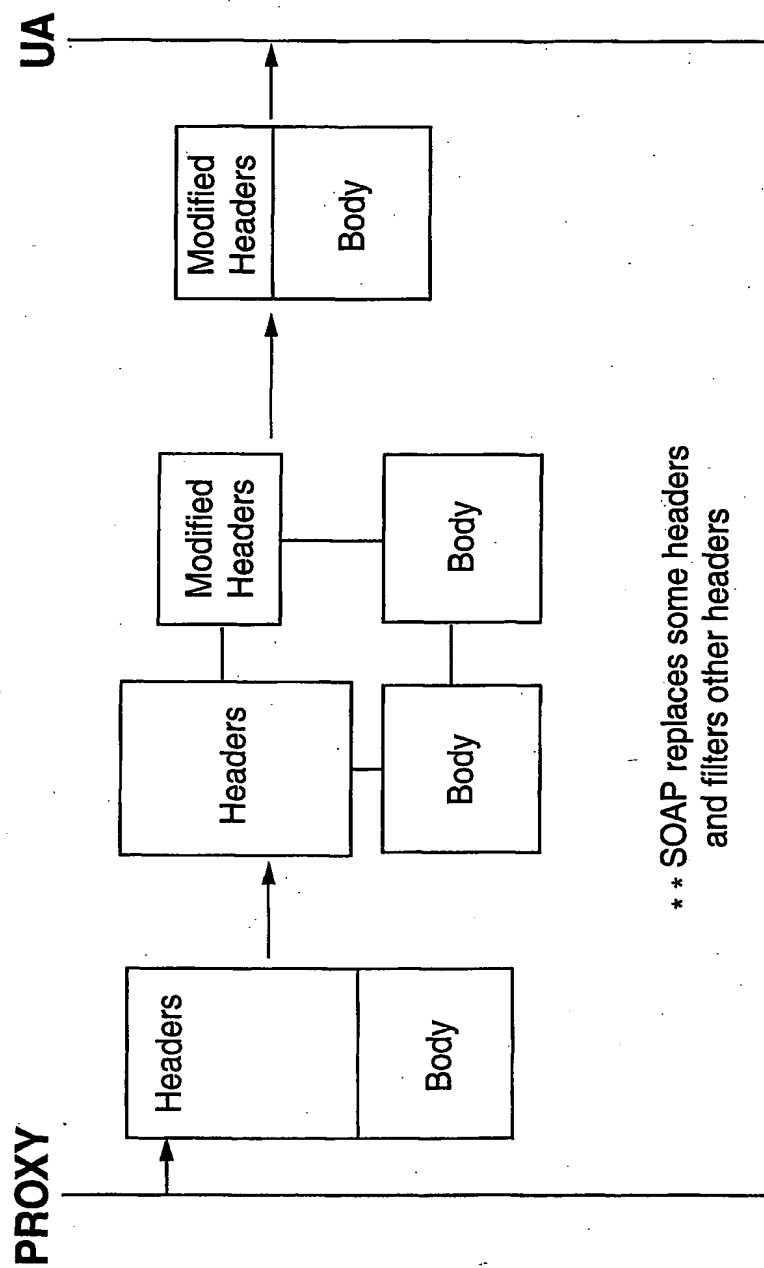 PROXY
UA
Headers
Body
Headers
Body
Modified
Headers
Body
Modified
Headers
Body
* * SOAP replaces some headers
and filters other headers